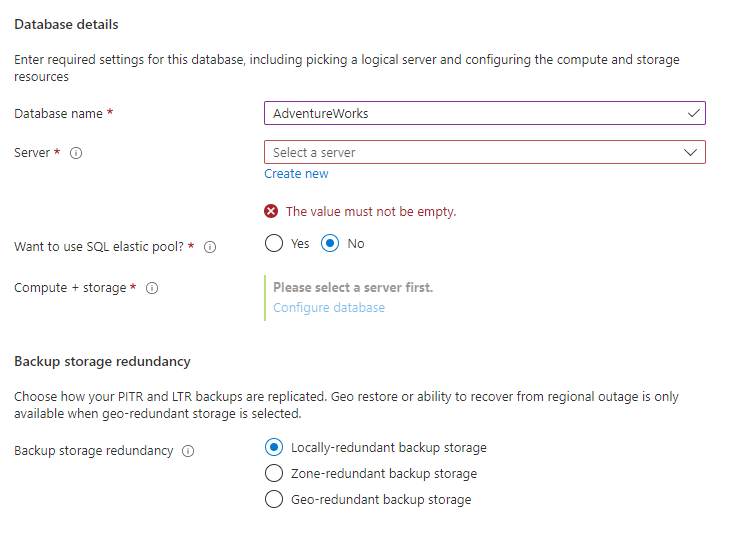 Database details
Enter required settings for this database, including picking a logical server and configuring the compute and storage
resources
Database name *
AdventureWorks
Server *
Select a server
Create new
The value must not be empty.
Want to use SQL elastic pool? *
Yes
No
Compute + storage *
Please select a server first.
Configure database
Backup storage redundancy
Choose how your PITR and LTR backups are replicated. Geo restore or ability to recover from regional outage is only
available when geo-redundant storage is selected.
Backup storage redundancy
Locally-redundant backup storage
Zone-redundant backup storage
Geo-redundant backup storage